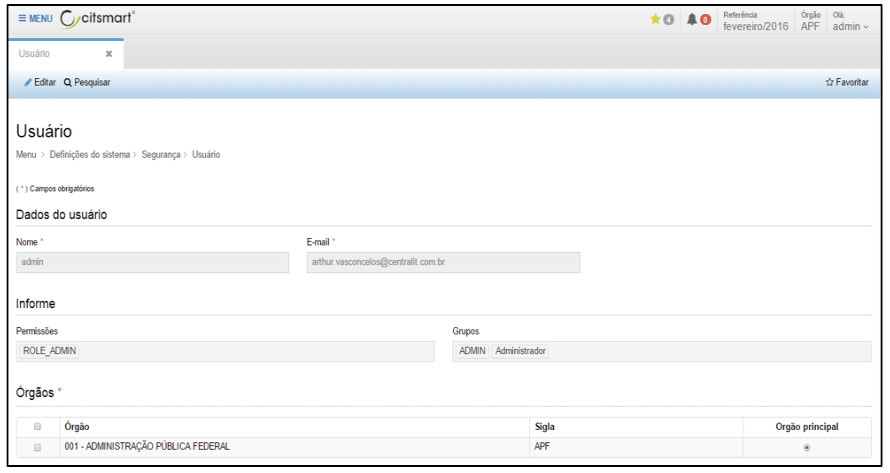 ≡ MENU citsmart® 4 0 Referência fevereiro/2016 Órgão APF Olá, admin
Usuário ×
Editar Pesquisar Favoritar
Usuário
Menu > Definições do sistema > Segurança > Usuário
( * ) Campos obrigatórios
Dados do usuário
Nome * E-mail *
admin arthur.vasconcelos@centralit.com.br
Informe
Permissões Grupos
ROLE_ADMIN ADMIN Administrador
Órgãos *
Órgão Sigla Orgão principal
001 - ADMINISTRAÇÃO PÚBLICA FEDERAL APF